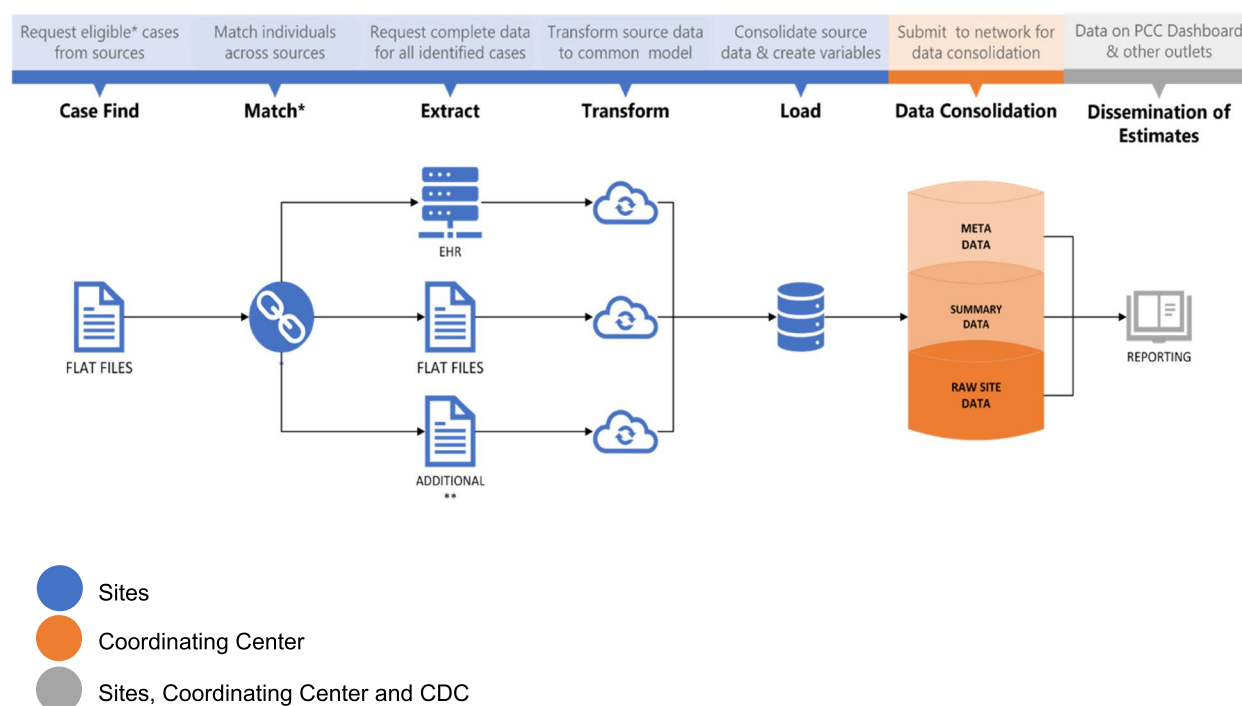 Request eligible* cases
from sources
Match individuals
across sources
Request complete data
for all identified cases
Transform source data
to common model
Consolidate source
data & create variables
Submit to network for
data consolidation
Data on PCC Dashboard
& other outlets
Case Find
Match*
Extract
Transform
Load
Data Consolidation
Dissemination of
Estimates
EHR
FLAT FILES
FLAT FILES
ADDITIONAL
**
META
DATA
SUMMARY
DATA
RAW SITE
DATA
REPORTING
Sites
Coordinating Center
Sites, Coordinating Center and CDC